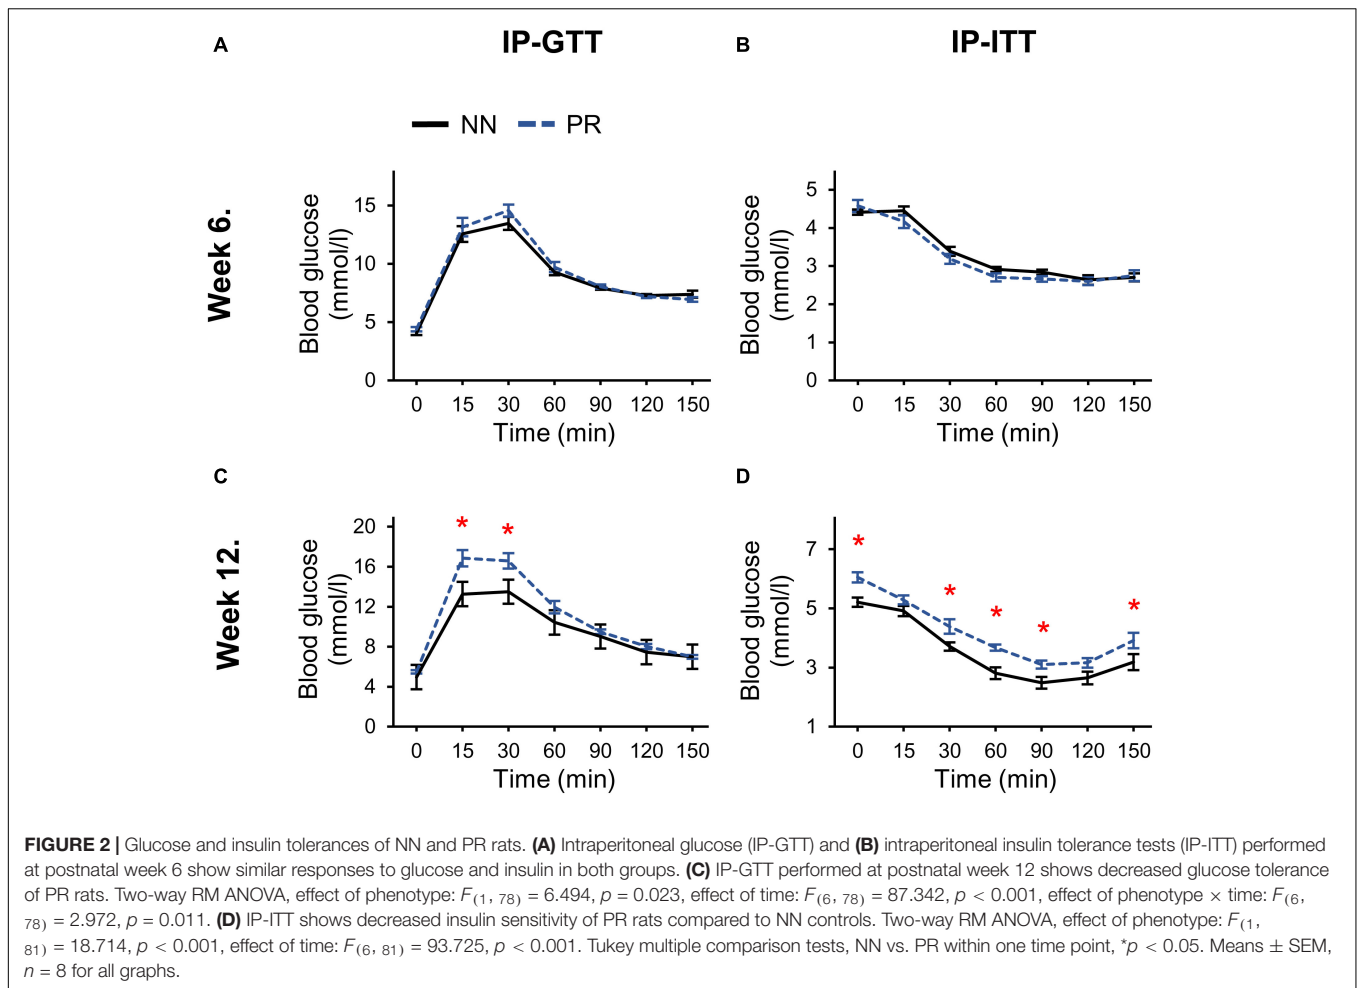 A
IP-GTT
B
IP-ITT
NN
PR
Week 6.
Blood glucose
(mmol/l)
15
10
5
0
0 15 30 60 90 120 150
Time (min)
Blood glucose
(mmol/l)
5
4
3
2
1
0
0 15 30 60 90 120 150
Time (min)
C
D
Week 12.
Blood glucose
(mmol/l)
20
16
12
8
4
0
* *
0 15 30 60 90 120 150
Time (min)
Blood glucose
(mmol/l)
7
5
3
1
* * * * *
0 15 30 60 90 120 150
Time (min)
FIGURE 2 | Glucose and insulin tolerances of NN and PR rats. (A) Intraperitoneal glucose (IP-GTT) and (B) intraperitoneal insulin tolerance tests (IP-ITT) performed
at postnatal week 6 show similar responses to glucose and insulin in both groups. (C) IP-GTT performed at postnatal week 12 shows decreased glucose tolerance
of PR rats. Two-way RM ANOVA, effect of phenotype: F(1, 78) = 6.494, p = 0.023, effect of time: F(6, 78) = 87.342, p < 0.001, effect of phenotype × time: F(6,
78) = 2.972, p = 0.011. (D) IP-ITT shows decreased insulin sensitivity of PR rats compared to NN controls. Two-way RM ANOVA, effect of phenotype: F(1,
81) = 18.714, p < 0.001, effect of time: F(6, 81) = 93.725, p < 0.001. Tukey multiple comparison tests, NN vs. PR within one time point, *p < 0.05. Means ± SEM,
n = 8 for all graphs.